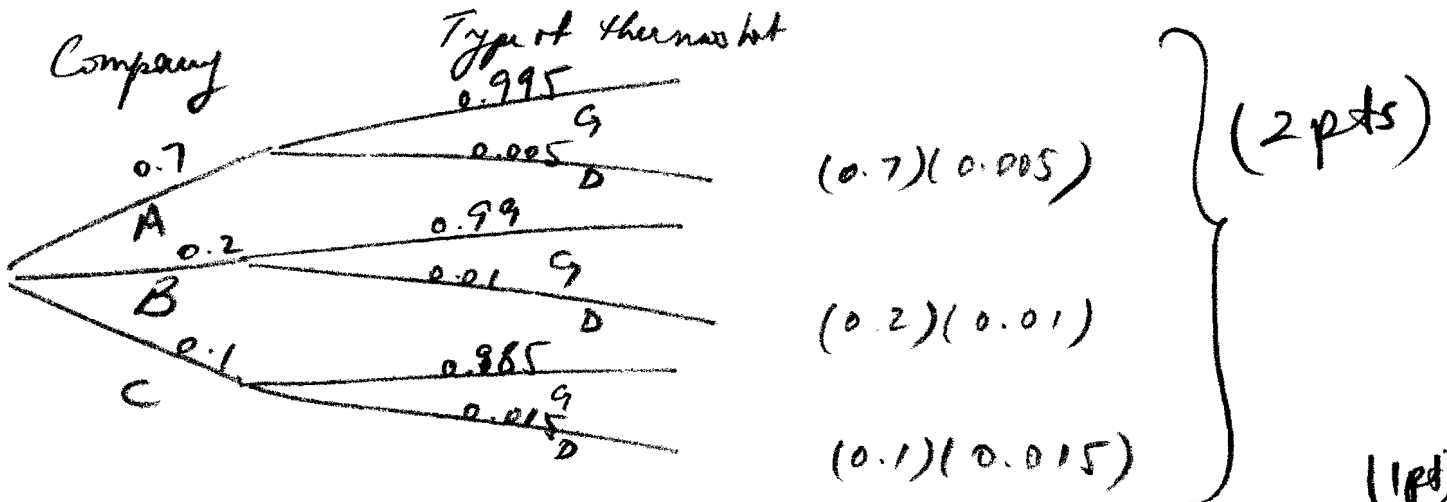 Company
Type of thermostat
0.995
G
0.7
0.005
D
(0.7)(0.005)
(2 pts)
A
0.99
0.2
G
B
0.01
D
(0.2)(0.01)
0.1
0.985
C
G
0.015
D
(0.1)(0.015)
(1pt)